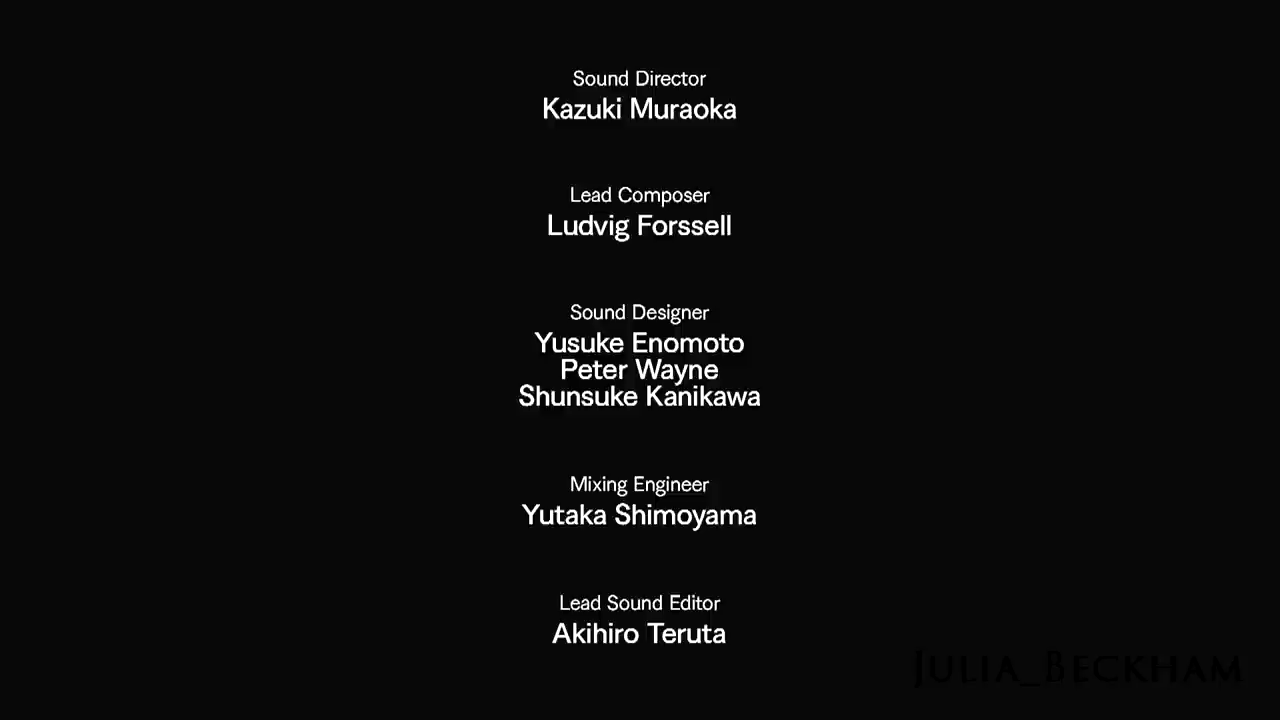 Sound Director
Kazuki Muraoka
Lead Composer
Ludvig Forssell
Sound Designer
Yusuke Enomoto
Peter Wayne
Shunsuke Kanikawa
Mixing Engineer
Yutaka Shimoyama
Lead Sound Editor
Akihiro Teruta
Julia_Beckham